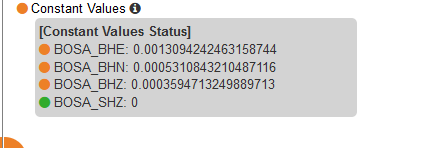 Constant Values
[Constant Values Status]
BOSA_BHE: 0.0013094242463158744
BOSA_BHN: 0.0005310843210487116
BOSA_BHZ: 0.0003594713249889713
BOSA_SHZ: 0